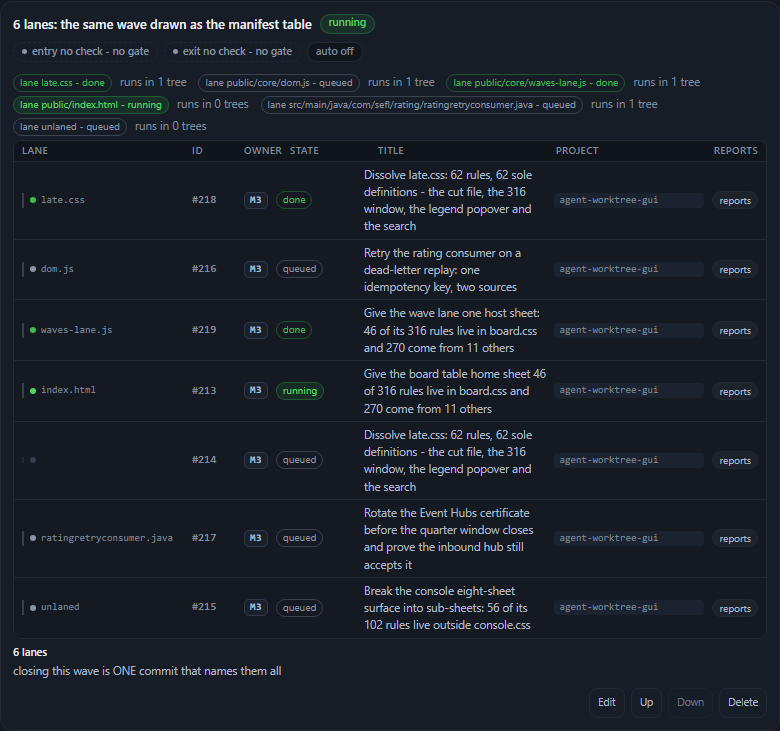 6 lanes: the same wave drawn as the manifest table running
entry no check - no gate exit no check - no gate auto off
lane late.css - done runs in 1 tree lane public/core/dom.js - queued runs in 1 tree lane public/core/waves-lane.js - done runs in 1 tree
lane public/index.html - running runs in 0 trees lane src/main/java/com/sefl/rating/ratingretryconsumer.java - queued runs in 1 tree
lane unlaned - queued runs in 0 trees
LANE ID OWNER STATE TITLE PROJECT REPORTS
late.css #218 M3 done Dissolve late.css: 62 rules, 62 sole
definitions - the cut file, the 316
window, the legend popover and
the search agent-worktree-gui reports
dom.js #216 M3 queued Retry the rating consumer on a
dead-letter replay: one
idempotency key, two sources agent-worktree-gui reports
waves-lane.js #219 M3 done Give the wave lane one host sheet:
46 of its 316 rules live in board.css
and 270 come from 11 others agent-worktree-gui reports
index.html #213 M3 running Give the board table home sheet 46
of 316 rules live in board.css and
270 come from 11 others agent-worktree-gui reports
#214 M3 queued Dissolve late.css: 62 rules, 62 sole
definitions - the cut file, the 316
window, the legend popover and
the search agent-worktree-gui reports
ratingretryconsumer.java #217 M3 queued Rotate the Event Hubs certificate
before the quarter window closes
and prove the inbound hub still
accepts it agent-worktree-gui reports
unlaned #215 M3 queued Break the console eight-sheet
surface into sub-sheets: 56 of its
102 rules live outside console.css agent-worktree-gui reports
6 lanes
closing this wave is ONE commit that names them all
Edit Up Down Delete